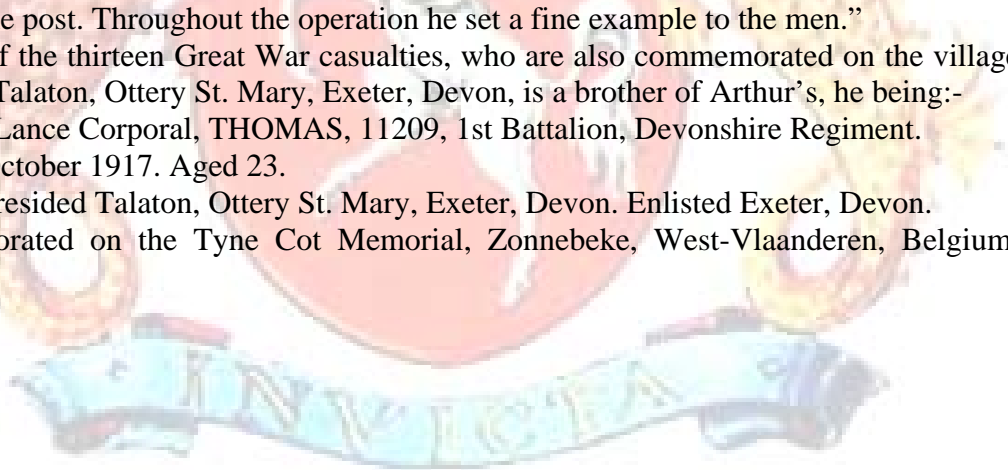 e post. Throughout the operation he set a fine example to the men.”
f the thirteen Great War casualties, who are also commemorated on the village
Talaton, Ottery St. Mary, Exeter, Devon, is a brother of Arthur’s, he being:-
Lance Corporal, THOMAS, 11209, 1st Battalion, Devonshire Regiment.
ctober 1917. Aged 23.
resided Talaton, Ottery St. Mary, Exeter, Devon. Enlisted Exeter, Devon.
orated on the Tyne Cot Memorial, Zonnebeke, West-Vlaanderen, Belgium
INVICTA